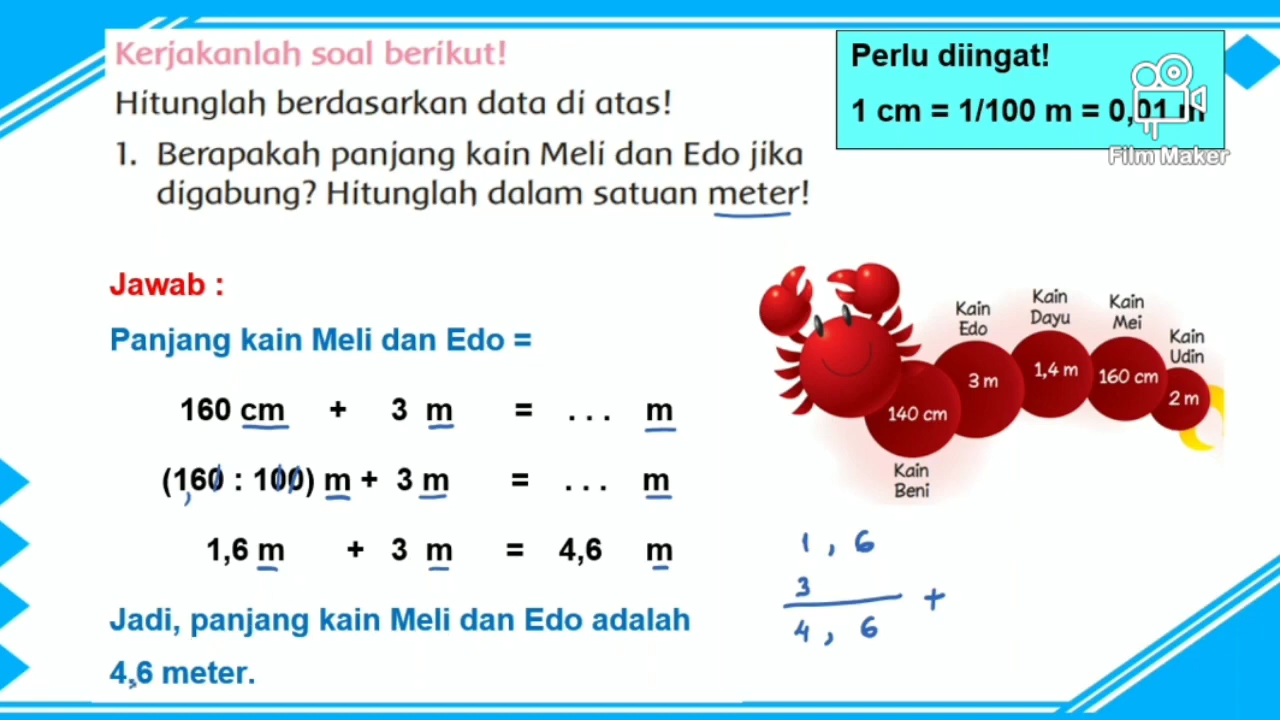 Kerjakanlah soal berikut!
Hitunglah berdasarkan data di atas!
1. Berapakah panjang kain Meli dan Edo jika
digabung? Hitunglah dalam satuan meter!
Perlu diingat!
1 cm = 1/100 m = 0,01 m
Film Maker
Jawab :
Panjang kain Meli dan Edo =
160 cm + 3 m = . . . m
(160 : 100) m + 3 m = . . . m
1,6 m + 3 m = 4,6 m
Jadi, panjang kain Meli dan Edo adalah
4,6 meter.
Kain
Edo
Kain
Dayu
Kain
Mei
Kain
Udin
140 cm
3 m
1,4 m
160 cm
2 m
Kain
Beni
1 , 6
3
+
4 , 6